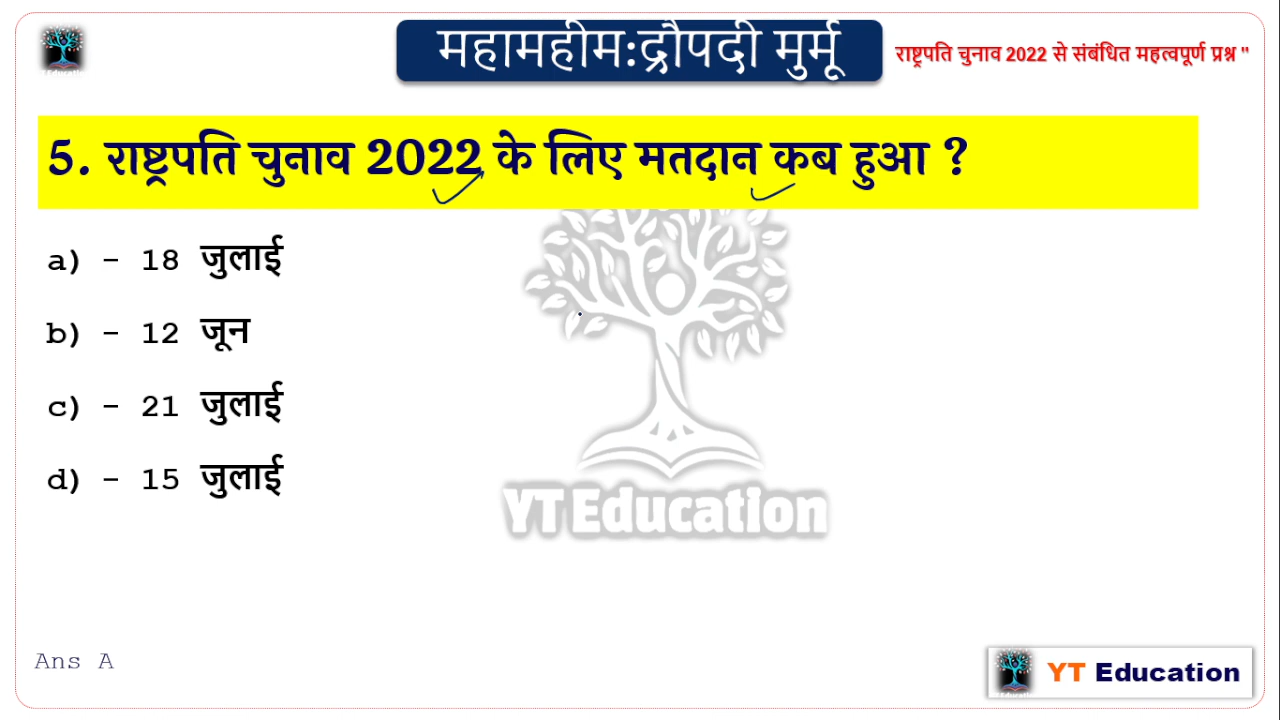 महामहीम:द्रौपदी मुर्मू
राष्ट्रपति चुनाव 2022 से संबंधित महत्वपूर्ण प्रश्न "
5. राष्ट्रपति चुनाव 2022 के लिए मतदान कब हुआ ?
a) - 18 जुलाई
b) - 12 जून
c) - 21 जुलाई
d) - 15 जुलाई
YT Education
Ans A
YT Education